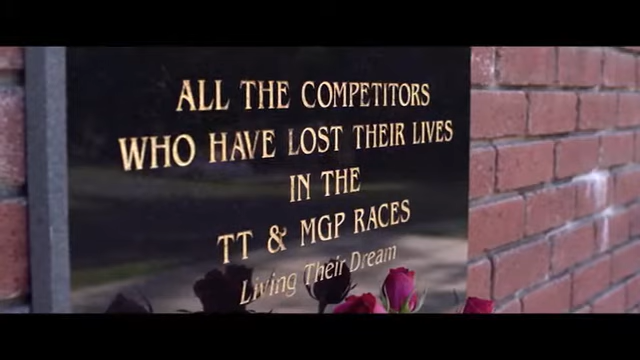 ALL THE COMPETITORS
WHO HAVE LOST THEIR LIVES
IN THE
TT & MGP RACES
Living Their Dream